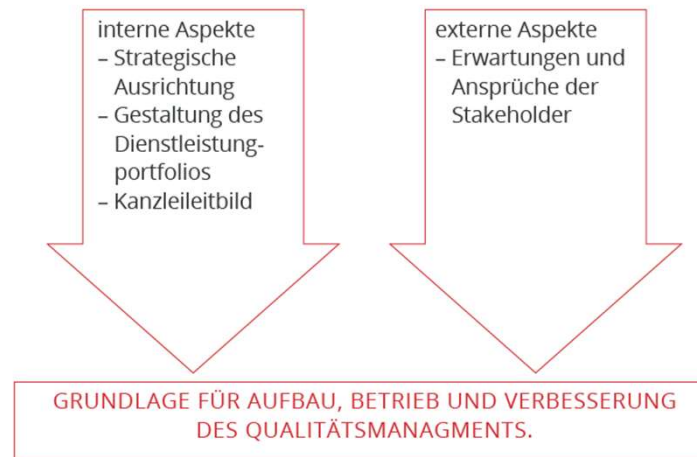 interne Aspekte
– Strategische
Ausrichtung
– Gestaltung des
Dienstleistung-
portfolios
– Kanzleileitbild
externe Aspekte
– Erwartungen und
Ansprüche der
Stakeholder
GRUNDLAGE FÜR AUFBAU, BETRIEB UND VERBESSERUNG
DES QUALITÄTSMANAGMENTS.